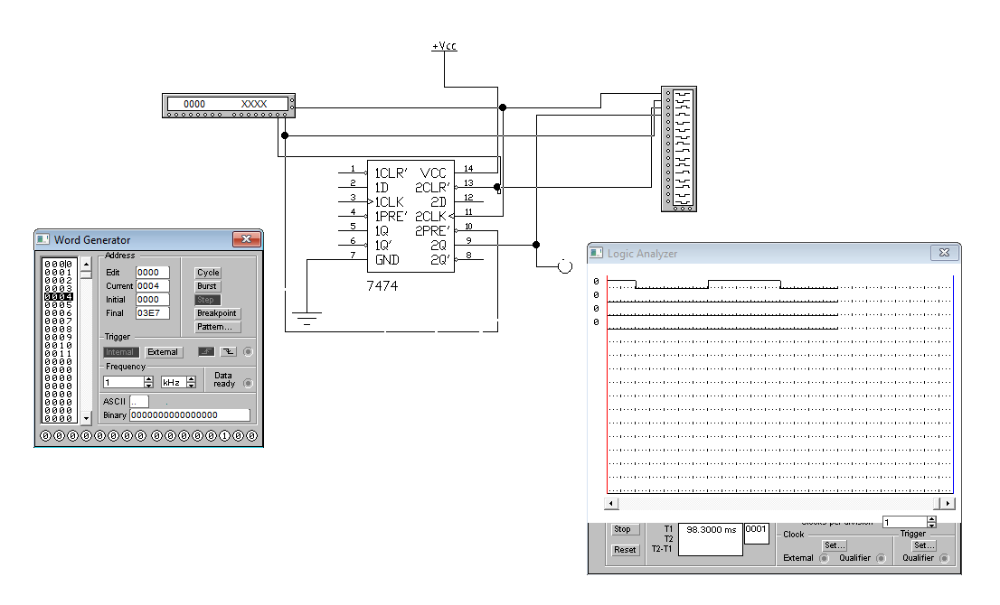 +Vcc
0000 XXXX
1 1CLR' VCC 14
2 1D 2CLR' 13
3 1CLK 2D 12
4 1PRE' 2CLK 11
5 1Q 2PRE' 10
6 1Q' 2Q 9
7 GND 2Q' 8
7474
Word Generator
0000
0001
0002
0003
0004
0005
0006
0007
0008
0009
0010
0011
0000
0000
0000
0000
0000
0000
0000
0000
Address
Edit 0000 Cycle
Current 0004 Burst
Initial 0000 Step
Final 03E7 Breakpoint
Pattern...
Trigger
Internal External
Frequency
1 kHz Data ready
ASCII ..
Binary 0000000000000000
0 0 0 0 0 0 0 0 0 0 0 0 0 1 0 0
Logic Analyzer
0
0
0
0
Clocks per division 1
Stop T1 98.3000 ms 0001 Clock Trigger
T2 Set... Set...
Reset T2-T1 External Qualifier Qualifier